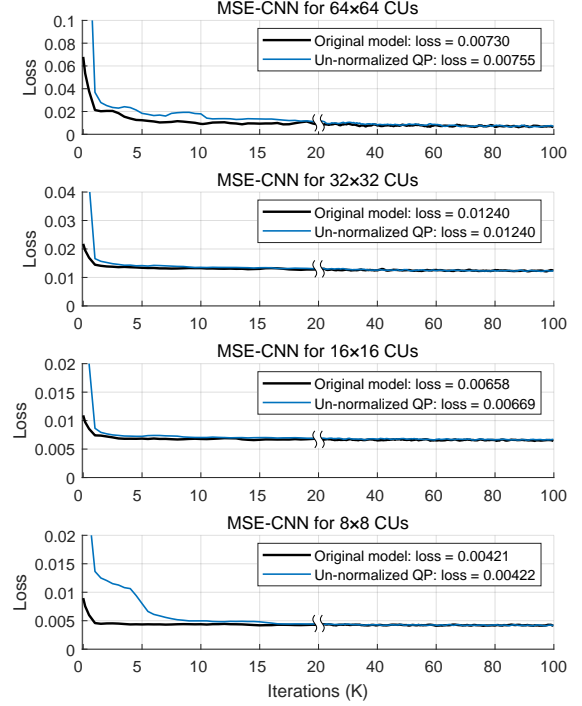 MSE-CNN for 64×64 CUs
0.1
0.08
0.06
0.04
0.02
0
Loss
Original model: loss = 0.00730
Un-normalized QP: loss = 0.00755
0 5 10 15 20 20 40 60 80 100
MSE-CNN for 32×32 CUs
0.04
0.03
0.02
0.01
0
Loss
Original model: loss = 0.01240
Un-normalized QP: loss = 0.01240
0 5 10 15 20 40 60 80 100
MSE-CNN for 16×16 CUs
0.02
0.015
0.01
0.005
0
Loss
Original model: loss = 0.00658
Un-normalized QP: loss = 0.00669
0 5 10 15 20 40 60 80 100
MSE-CNN for 8×8 CUs
0.02
0.015
0.01
0.005
0
Loss
Original model: loss = 0.00421
Un-normalized QP: loss = 0.00422
0 5 10 15 20 40 60 80 100
Iterations (K)